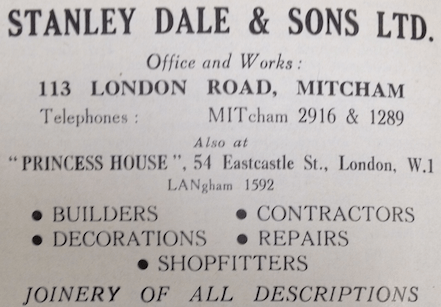 STANLEY DALE & SONS LTD.
Office and Works :
113 LONDON ROAD, MITCHAM
Telephones : MITcham 2916 & 1289
Also at
"PRINCESS HOUSE", 54 Eastcastle St., London, W.1
LANgham 1592
• BUILDERS • CONTRACTORS
• DECORATIONS • REPAIRS
• SHOPFITTERS
JOINERY OF ALL DESCRIPTIONS